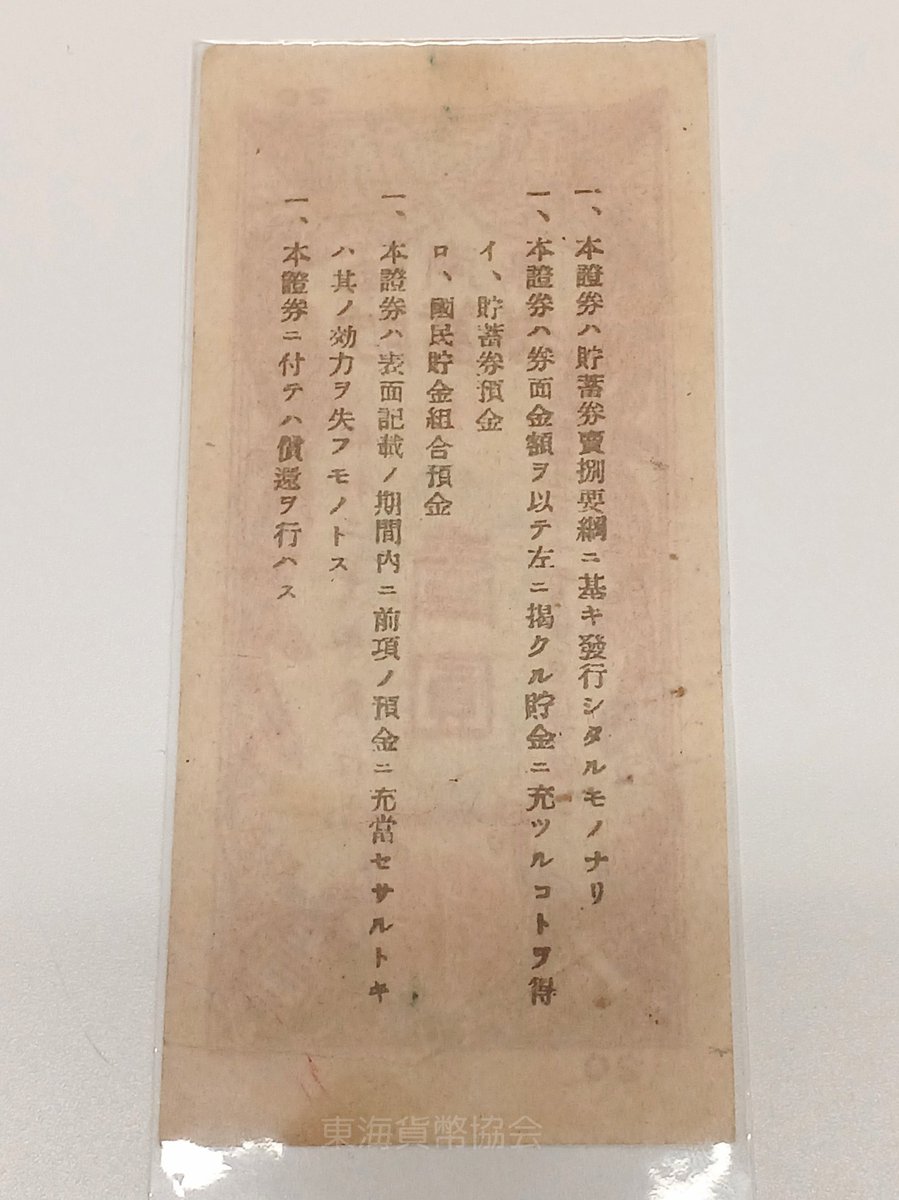 一、本證券ハ貯蓄券賣捌要綱ニ基キ發行シタルモノナリ
一、本證券ハ券面金額ヲ以テ左ニ揭クル貯金ニ充ツルコトヲ得
イ、貯蓄券預金
ロ、國民貯金組合預金
一、本證券ハ表面記載ノ期間內ニ前項ノ預金ニ充當セサルトキ
ハ其ノ効力ヲ失フモノトス
一、本證券ニ付テハ償還ヲ行ハス
20
20
東海貨幣協会